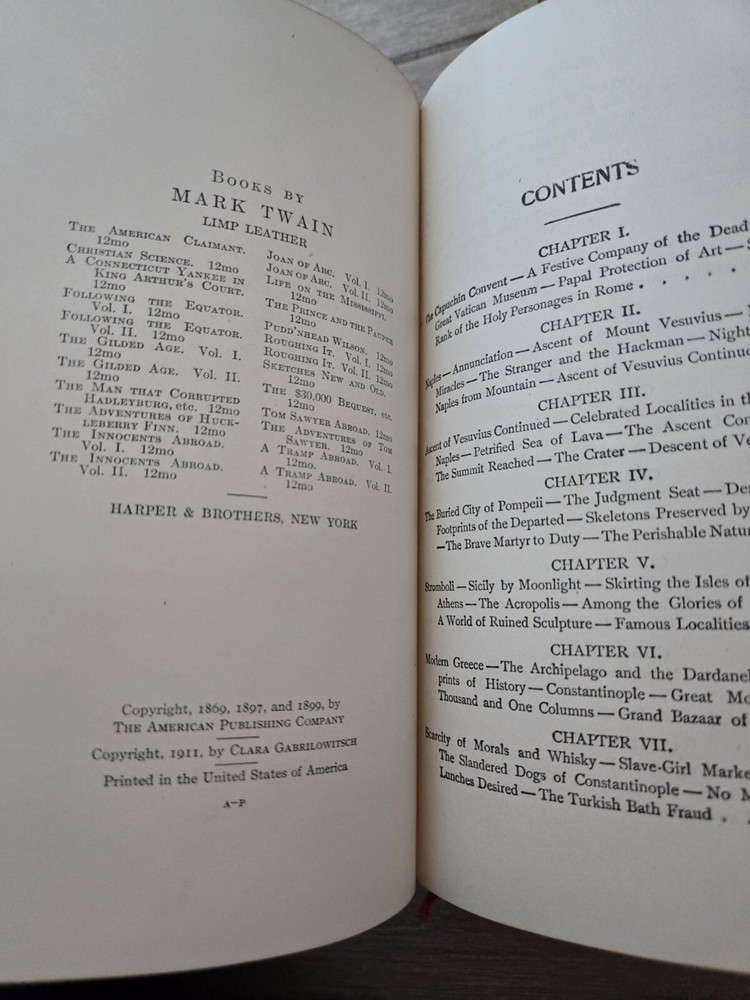 BOOKS BY
MARK TWAIN
LIMP LEATHER
THE AMERICAN CLAIMANT.
12mo
CHRISTIAN SCIENCE. 12mo
A CONNECTICUT YANKEE IN
KING ARTHUR'S COURT.
12mo
FOLLOWING THE EQUATOR.
Vol. I. 12mo
FOLLOWING THE EQUATOR.
Vol. II. 12mo
THE GILDED AGE. Vol. I.
12mo
THE GILDED AGE. Vol. II.
12mo
THE MAN THAT CORRUPTED
HADLEYBURG, etc. 12mo
THE ADVENTURES OF HUCK-
LEBERRY FINN. 12mo
THE INNOCENTS ABROAD.
Vol. I. 12mo
THE INNOCENTS ABROAD.
Vol. II. 12mo
JOAN OF ARC. Vol. I. 12mo
JOAN OF ARC. Vol. II. 12mo
LIFE ON THE MISSISSIPPI.
12mo
THE PRINCE AND THE PAUPER
12mo
PUDD'NHEAD WILSON. 12mo
ROUGHING IT. Vol. I. 12mo
ROUGHING IT. Vol. II. 12mo
SKETCHES NEW AND OLD.
12mo
THE $30,000 BEQUEST, etc.
12mo
TOM SAWYER ABROAD. 12mo
THE ADVENTURES OF TOM
SAWYER. 12mo
A TRAMP ABROAD. Vol. I.
12mo.
A TRAMP ABROAD. Vol. II.
12mo
HARPER & BROTHERS, NEW YORK
Copyright, 1869, 1897, and 1899, by
THE AMERICAN PUBLISHING COMPANY
Copyright, 1911, by CLARA GABRILOWITSCH
Printed in the United States of America
A-P
CONTENTS
CHAPTER I.
The Capuchin Convent — A Festive Company of the Dead
Great Vatican Museum — Papal Protection of Art —
Rank of the Holy Personages in Rome . . . .
CHAPTER II.
Naples — Annunciation — Ascent of Mount Vesuvius —
Miracles — The Stranger and the Hackman — Night
Naples from Mountain — Ascent of Vesuvius Continu
CHAPTER III.
Ascent of Vesuvius Continued — Celebrated Localities in th
Naples — Petrified Sea of Lava — The Ascent Con
The Summit Reached — The Crater — Descent of V
CHAPTER IV.
The Buried City of Pompeii — The Judgment Seat — De
Footprints of the Departed — Skeletons Preserved by
— The Brave Martyr to Duty — The Perishable Natu
CHAPTER V.
Stromboli — Sicily by Moonlight — Skirting the Isles of
Athens — The Acropolis — Among the Glories of
A World of Ruined Sculpture — Famous Localities
CHAPTER VI.
Modern Greece — The Archipelago and the Dardanel
prints of History — Constantinople — Great Mo
Thousand and One Columns — Grand Bazaar of
CHAPTER VII.
Scarcity of Morals and Whisky — Slave-Girl Marke
The Slandered Dogs of Constantinople — No M
Lunches Desired — The Turkish Bath Fraud . .